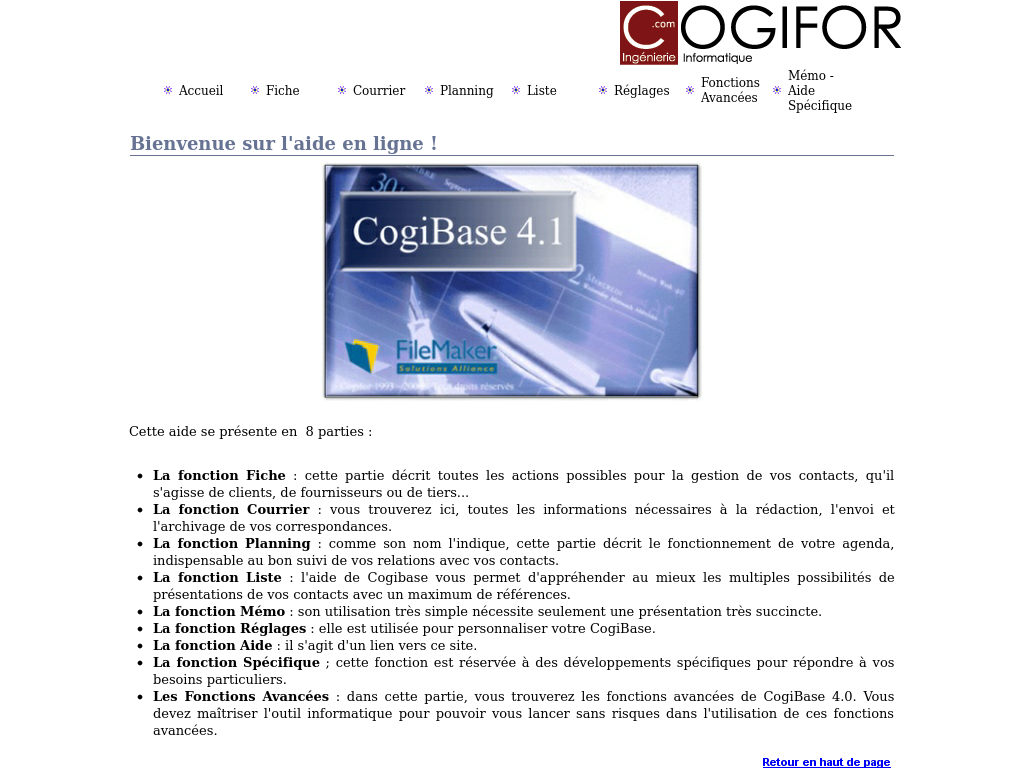 COGIFOR
.com
Ingénierie Informatique
Accueil
Fiche
Courrier
Planning
Liste
Réglages
Fonctions
Avancées
Mémo -
Aide
Spécifique
Bienvenue sur l'aide en ligne !
30
CogiBase 4.1
2
FileMaker
Solutions Alliance
Cette aide se présente en  8 parties :
• La fonction Fiche : cette partie décrit toutes les actions possibles pour la gestion de vos contacts, qu'il
s'agisse de clients, de fournisseurs ou de tiers...
• La fonction Courrier : vous trouverez ici, toutes les informations nécessaires à la rédaction, l'envoi et
l'archivage de vos correspondances.
• La fonction Planning : comme son nom l'indique, cette partie décrit le fonctionnement de votre agenda,
indispensable au bon suivi de vos relations avec vos contacts.
• La fonction Liste : l'aide de Cogibase vous permet d'appréhender au mieux les multiples possibilités de
présentations de vos contacts avec un maximum de références.
• La fonction Mémo : son utilisation très simple nécessite seulement une présentation très succincte.
• La fonction Réglages : elle est utilisée pour personnaliser votre CogiBase.
• La fonction Aide : il s'agit d'un lien vers ce site.
• La fonction Spécifique ; cette fonction est réservée à des développements spécifiques pour répondre à vos
besoins particuliers.
• Les Fonctions Avancées : dans cette partie, vous trouverez les fonctions avancées de CogiBase 4.0. Vous
devez maîtriser l'outil informatique pour pouvoir vous lancer sans risques dans l'utilisation de ces fonctions
avancées.
Retour en haut de page